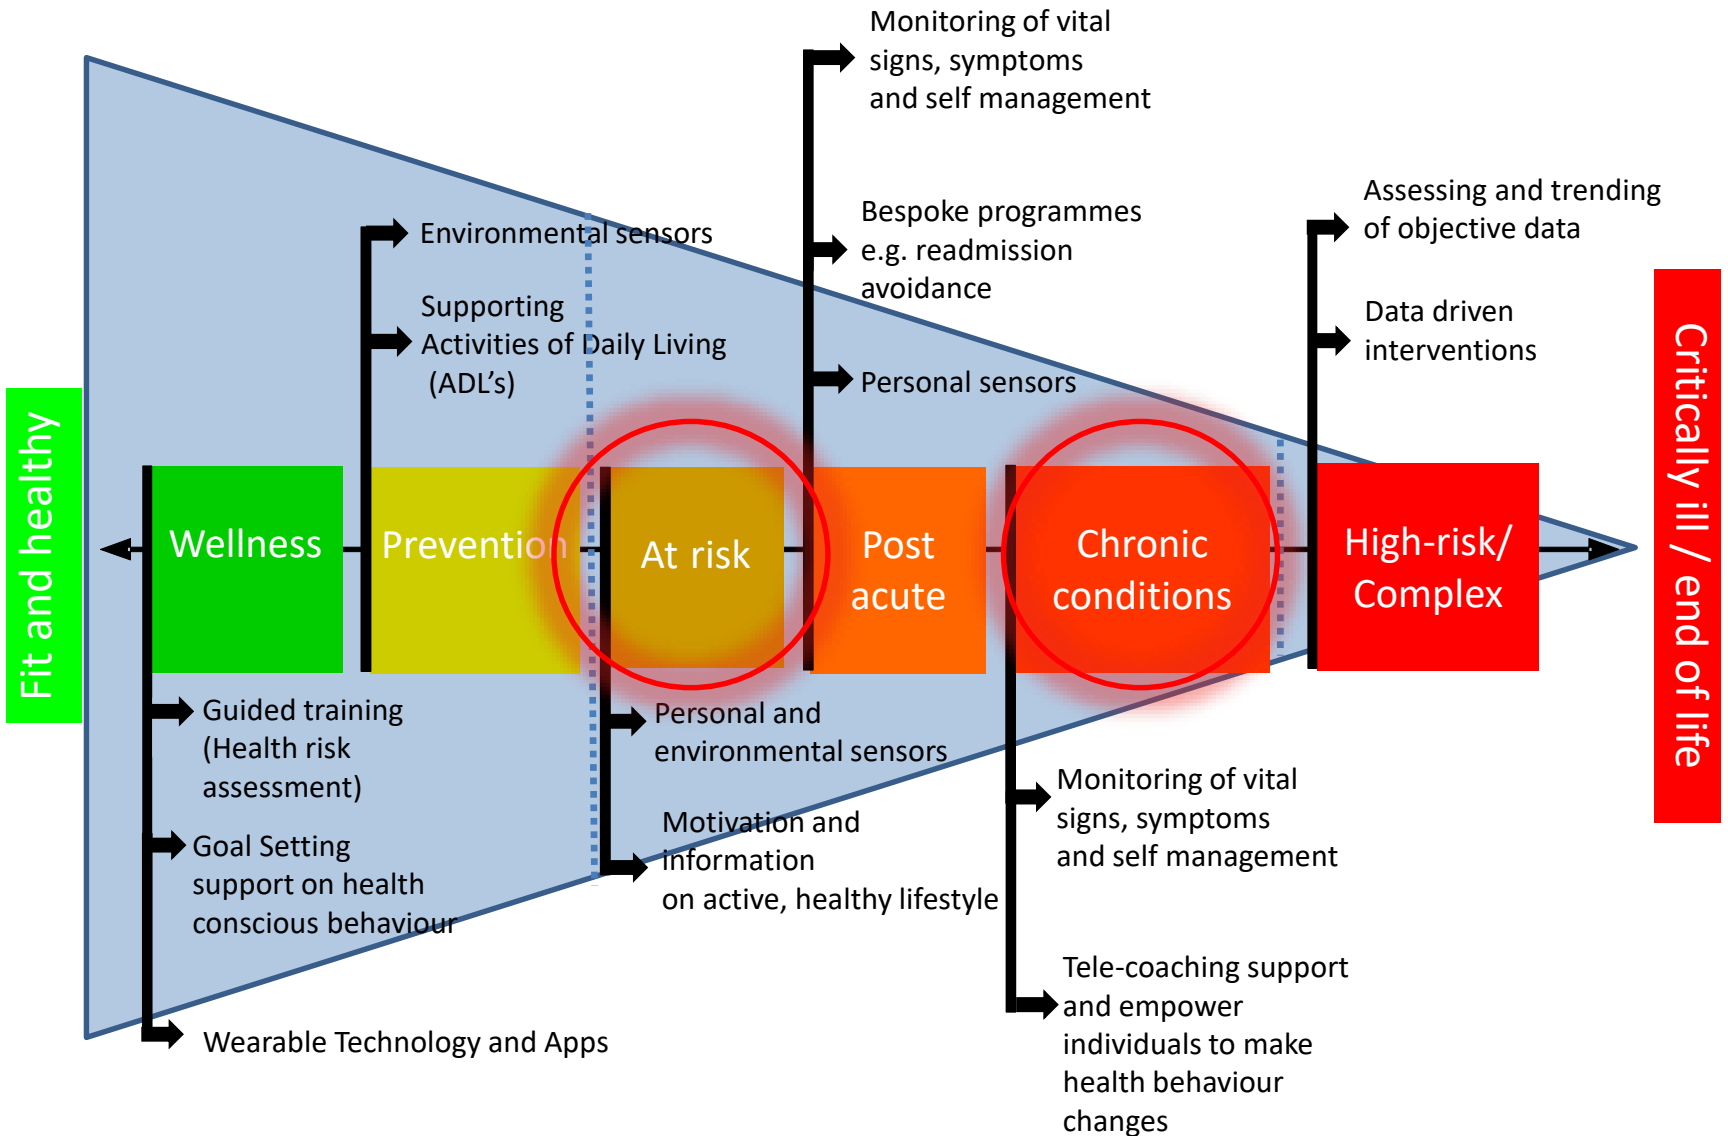 Monitoring of vital
signs, symptoms
and self management
Bespoke programmes
e.g. readmission
avoidance
Personal sensors
Environmental sensors
Supporting
Activities of Daily Living
(ADL's)
Assessing and trending
of objective data
Data driven
interventions
Fit and healthy
Wellness
Prevention
At risk
Post
acute
Chronic
conditions
High-risk/
Complex
Critically ill / end of life
Guided training
(Health risk
assessment)
Goal Setting
support on health
conscious behaviour
Wearable Technology and Apps
Personal and
environmental sensors
Motivation and
information
on active, healthy lifestyle
Monitoring of vital
signs, symptoms
and self management
Tele-coaching support
and empower
individuals to make
health behaviour
changes